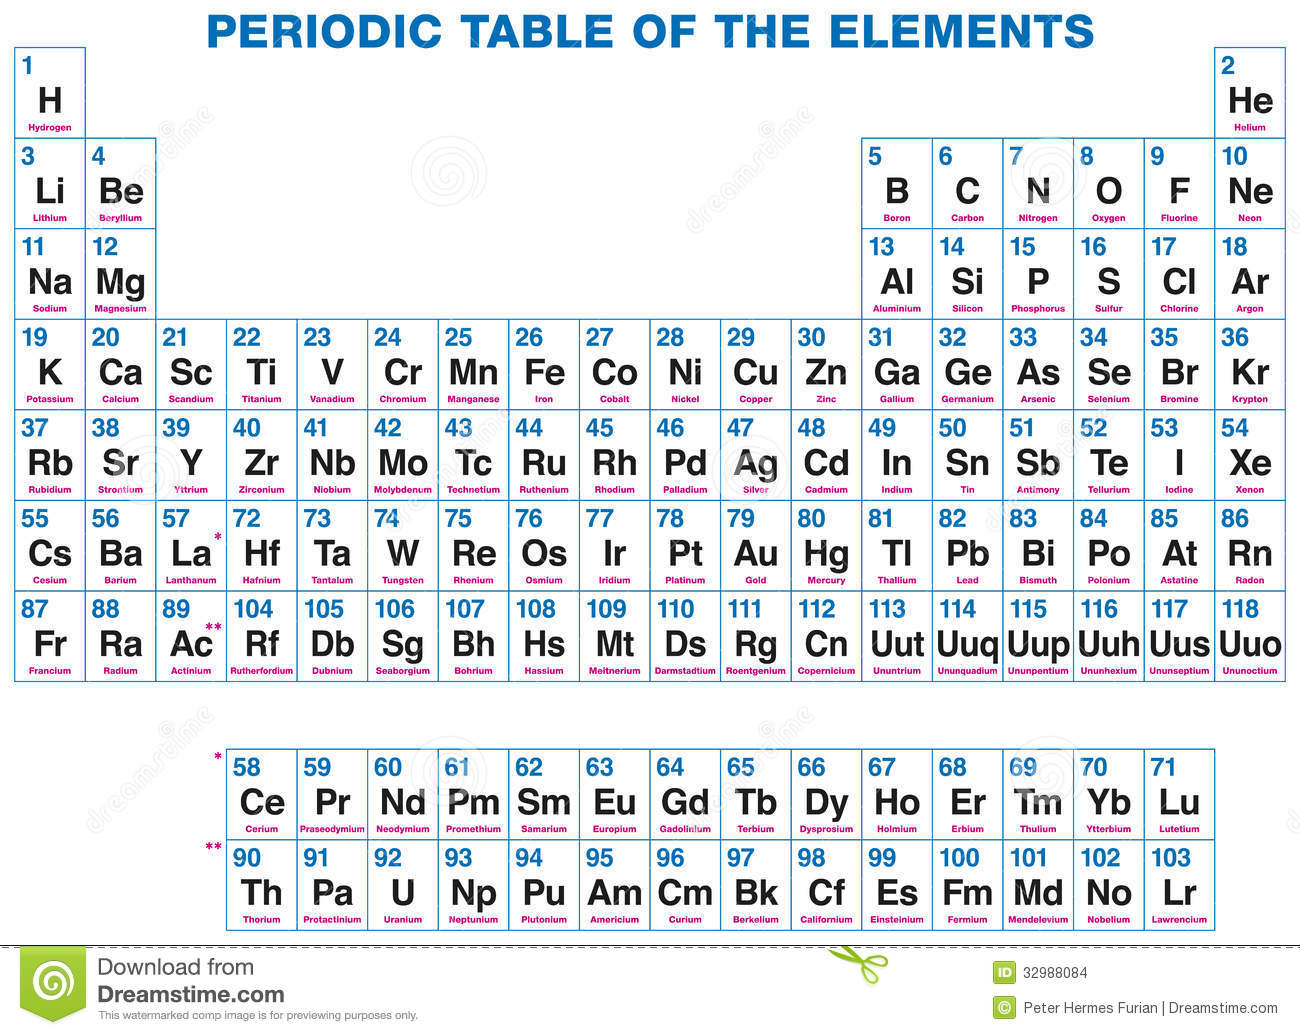 PERIODIC TABLE OF THE ELEMENTS
1 2
H He
Hydrogen Helium
3 4 5 6 7 8 9 10
Li Be B C N O F Ne
Lithium Beryllium Boron Carbon Nitrogen Oxygen Fluorine Neon
11 12 13 14 15 16 17 18
Na Mg Al Si P S Cl Ar
Sodium Magnesium Aluminium Silicon Phosphorus Sulfur Chlorine Argon
19 20 21 22 23 24 25 26 27 28 29 30 31 32 33 34 35 36
K Ca Sc Ti V Cr Mn Fe Co Ni Cu Zn Ga Ge As Se Br Kr
Potassium Calcium Scandium Titanium Vanadium Chromium Manganese Iron Cobalt Nickel Copper Zinc Gallium Germanium Arsenic Selenium Bromine Krypton
37 38 39 40 41 42 43 44 45 46 47 48 49 50 51 52 53 54
Rb Sr Y Zr Nb Mo Tc Ru Rh Pd Ag Cd In Sn Sb Te I Xe
Rubidium Strontium Yttrium Zirconium Niobium Molybdenum Technetium Ruthenium Rhodium Palladium Silver Cadmium Indium Tin Antimony Tellurium Iodine Xenon
55 56 57 72 73 74 75 76 77 78 79 80 81 82 83 84 85 86
Cs Ba La* Hf Ta W Re Os Ir Pt Au Hg Tl Pb Bi Po At Rn
Cesium Barium Lanthanum Hafnium Tantalum Tungsten Rhenium Osmium Iridium Platinum Gold Mercury Thallium Lead Bismuth Polonium Astatine Radon
87 88 89 104 105 106 107 108 109 110 111 112 113 114 115 116 117 118
Fr Ra Ac** Rf Db Sg Bh Hs Mt Ds Rg Cn Uut Uuq Uup Uuh Uus Uuo
Francium Radium Actinium Rutherfordium Dubnium Seaborgium Bohrium Hassium Meitnerium Darmstadtium Roentgenium Copernicium Ununtrium Ununquadium Ununpentium Ununhexium Ununseptium Ununoctium
* 58 59 60 61 62 63 64 65 66 67 68 69 70 71
Ce Pr Nd Pm Sm Eu Gd Tb Dy Ho Er Tm Yb Lu
Cerium Praseodymium Neodymium Promethium Samarium Europium Gadolinium Terbium Dysprosium Holmium Erbium Thulium Ytterbium Lutetium
** 90 91 92 93 94 95 96 97 98 99 100 101 102 103
Th Pa U Np Pu Am Cm Bk Cf Es Fm Md No Lr
Thorium Protactinium Uranium Neptunium Plutonium Americium Curium Berkelium Californium Einsteinium Fermium Mendelevium Nobelium Lawrencium
dreamstime
dreamstime
dreamstime
dreamstime
dreamstime
dreamstime
Download from
Dreamstime.com
This watermarked comp image is for previewing purposes only.
ID 32988084
© Peter Hermes Furian | Dreamstime.com